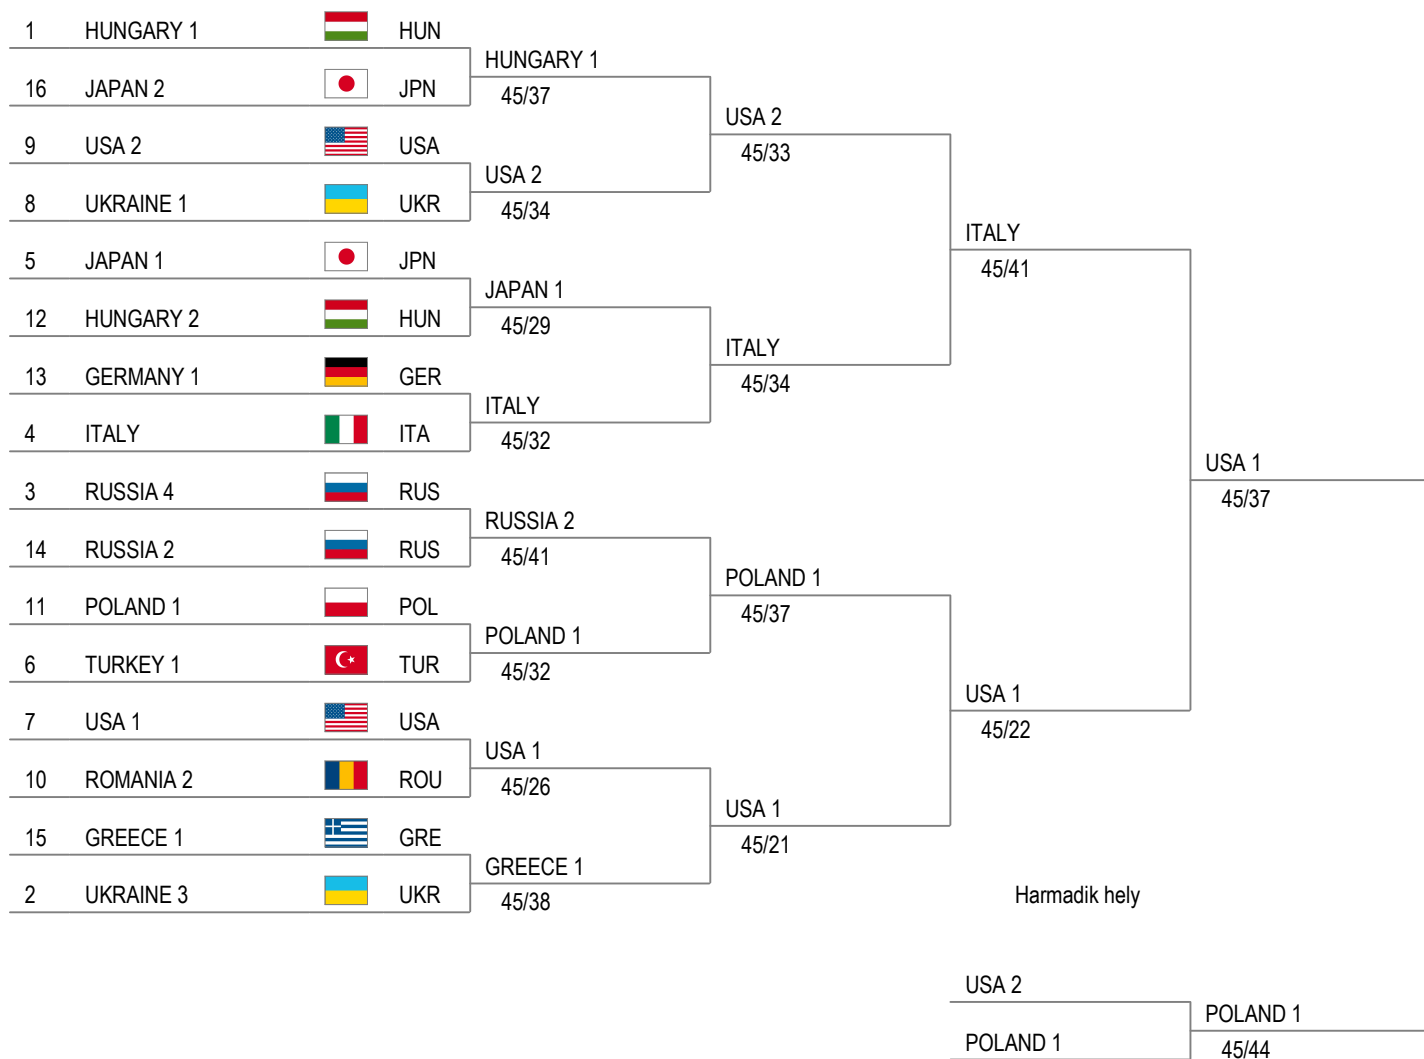 1 HUNGARY 1 HUN
HUNGARY 1
16 JAPAN 2 JPN
45/37
USA 2
9 USA 2 USA
45/33
USA 2
8 UKRAINE 1 UKR
45/34
ITALY
5 JAPAN 1 JPN
45/41
JAPAN 1
12 HUNGARY 2 HUN
45/29
ITALY
13 GERMANY 1 GER
45/34
ITALY
4 ITALY ITA
45/32
USA 1
3 RUSSIA 4 RUS
45/37
RUSSIA 2
14 RUSSIA 2 RUS
45/41
POLAND 1
11 POLAND 1 POL
45/37
POLAND 1
6 TURKEY 1 TUR
45/32
USA 1
7 USA 1 USA
45/22
USA 1
10 ROMANIA 2 ROU
45/26
USA 1
15 GREECE 1 GRE
45/21
GREECE 1
2 UKRAINE 3 UKR
45/38
Harmadik hely
USA 2
POLAND 1
POLAND 1
45/44